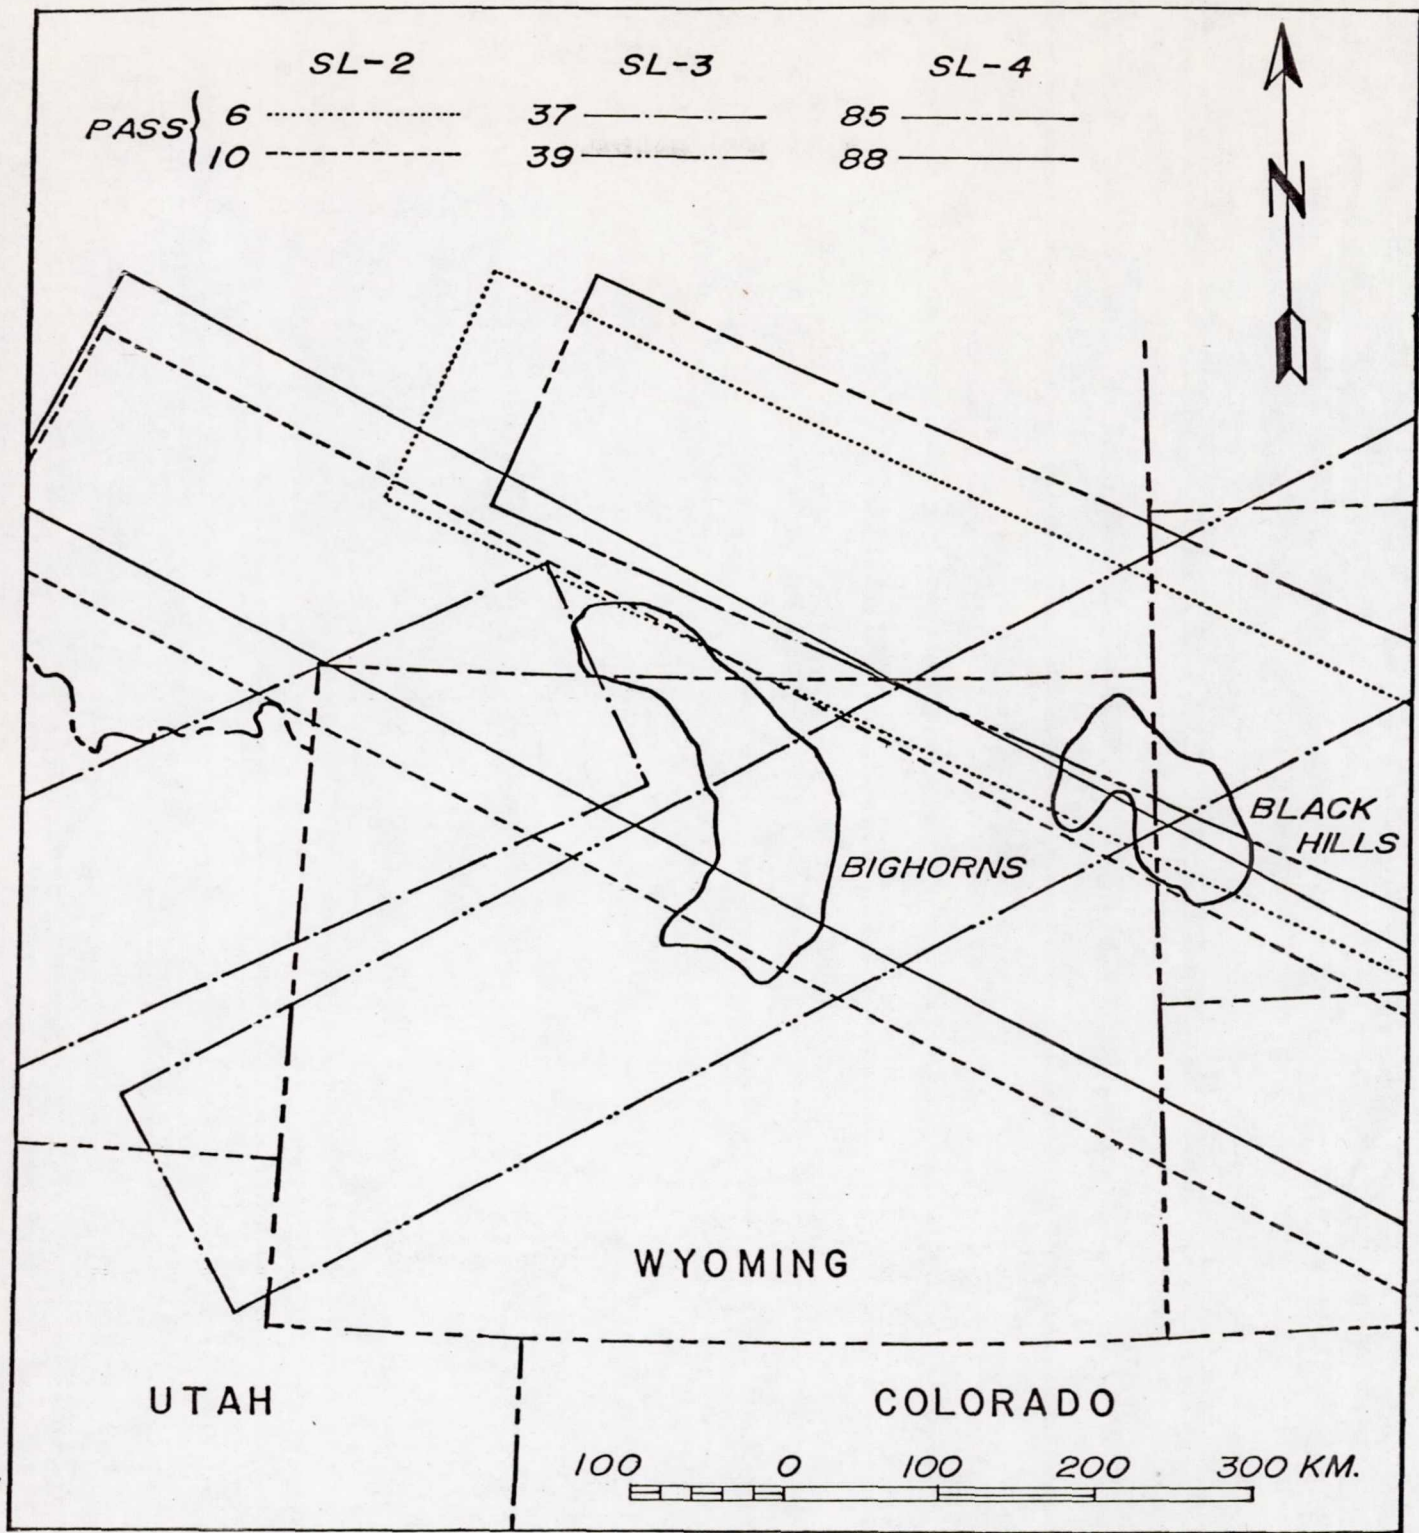 SL-2 SL-3 SL-4
PASS 6 37 85
10 39 88
N
BLACK
HILLS
BIGHORNS
WYOMING
UTAH
COLORADO
100 0 100 200 300 KM.